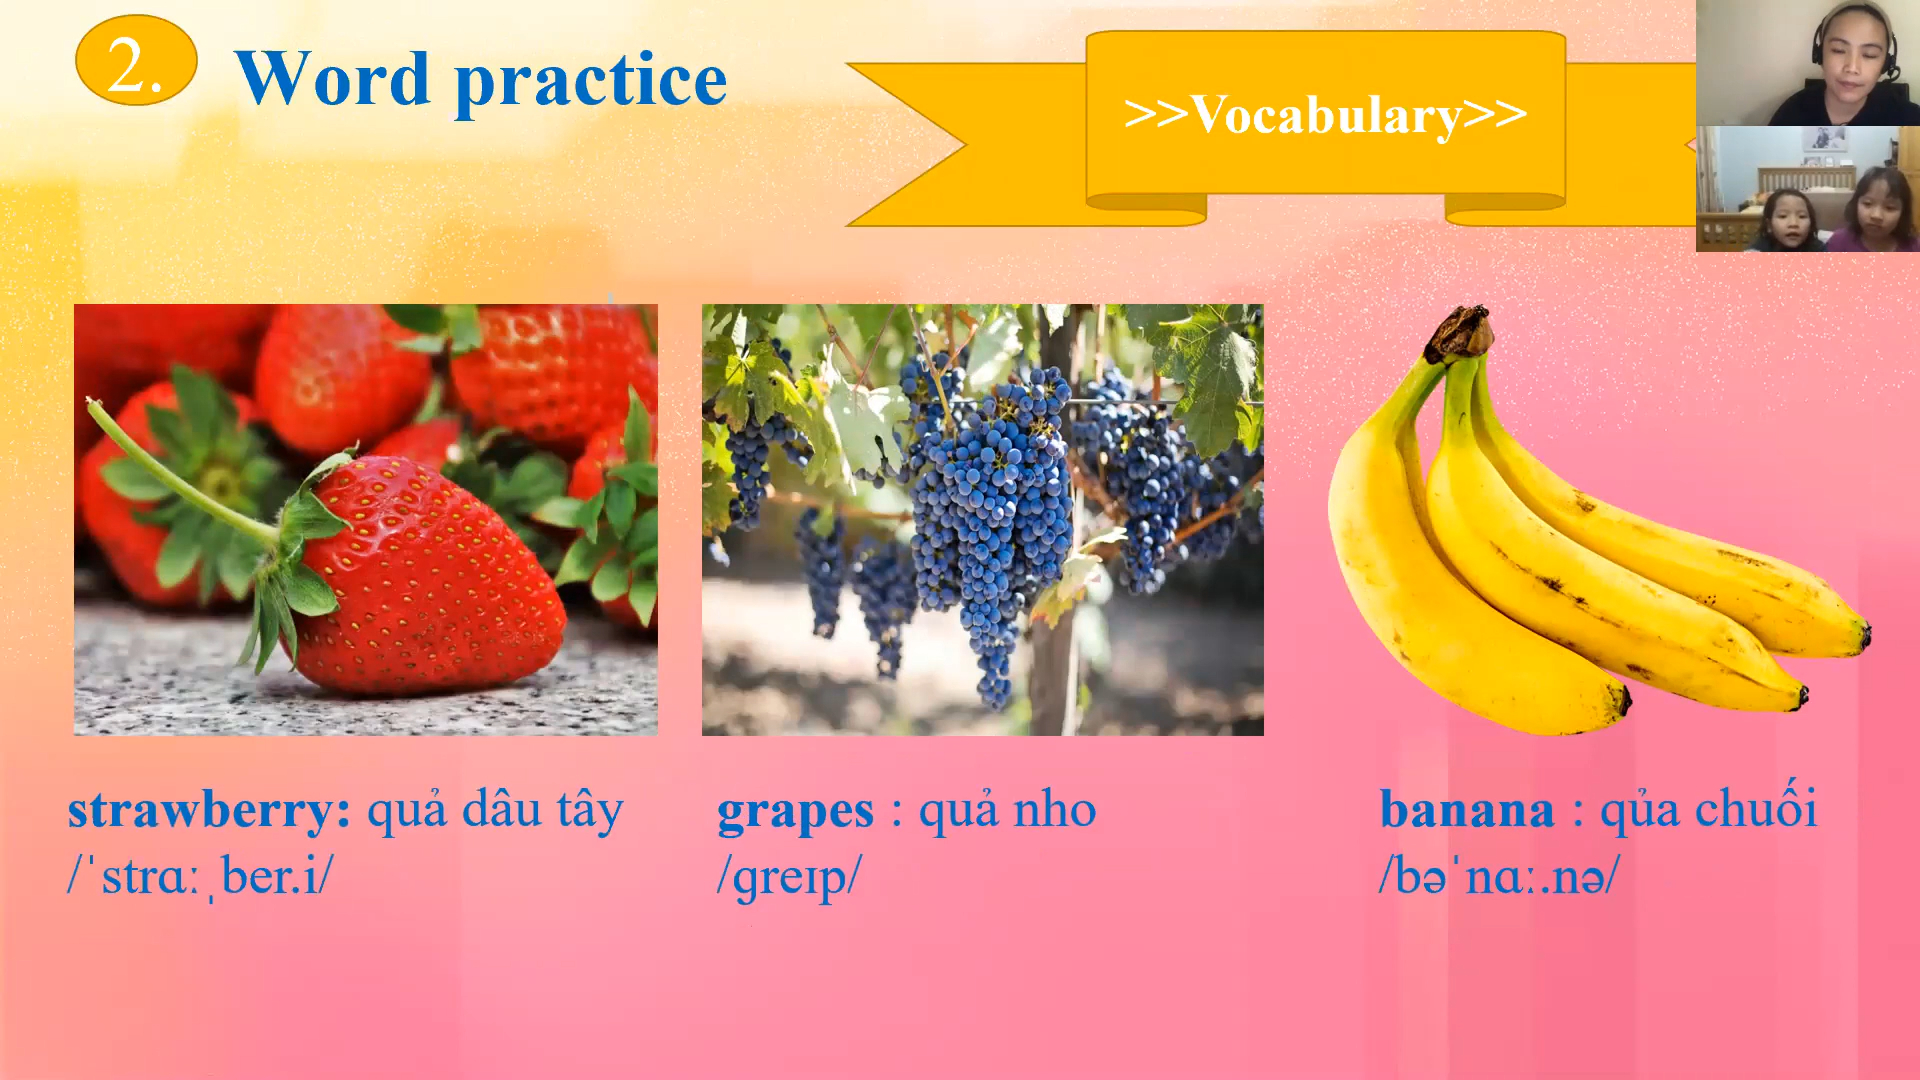 2.
Word practice
>>Vocabulary>>
strawberry: quả dâu tây
/ˈstrɑːˌber.i/
grapes : quả nho
/ɡreɪp/
banana : qủa chuối
/bəˈnɑː.nə/